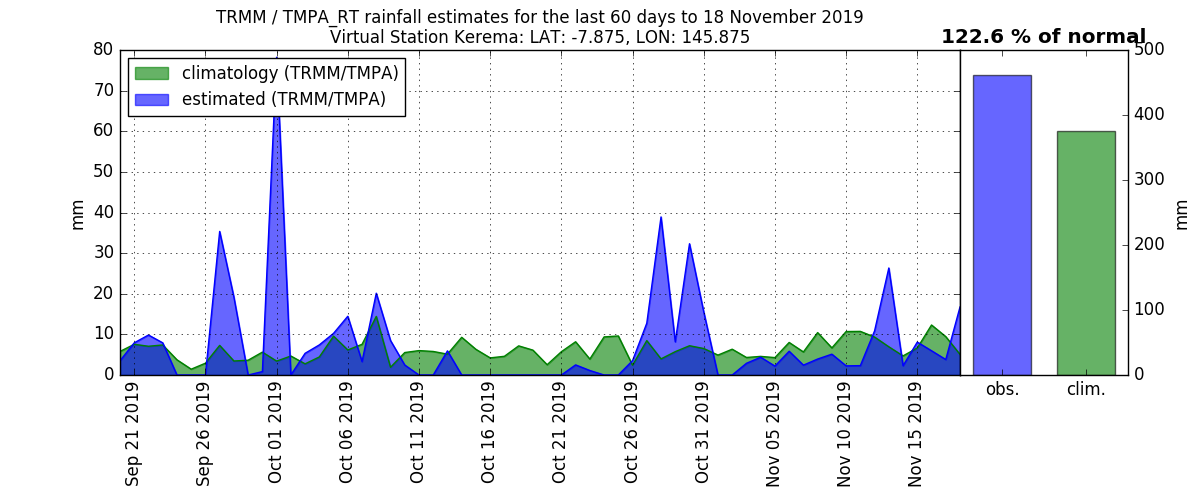 TRMM / TMPA_RT rainfall estimates for the last 60 days to 18 November 2019
Virtual Station Kerema: LAT: -7.875, LON: 145.875
122.6 % of normal
climatology (TRMM/TMPA)
estimated (TRMM/TMPA)
mm
80
70
60
50
40
30
20
10
0
Sep 21 2019
Sep 26 2019
Oct 01 2019
Oct 06 2019
Oct 11 2019
Oct 16 2019
Oct 21 2019
Oct 26 2019
Oct 31 2019
Nov 05 2019
Nov 10 2019
Nov 15 2019
obs.
clim.
500
400
300
200
100
0
mm